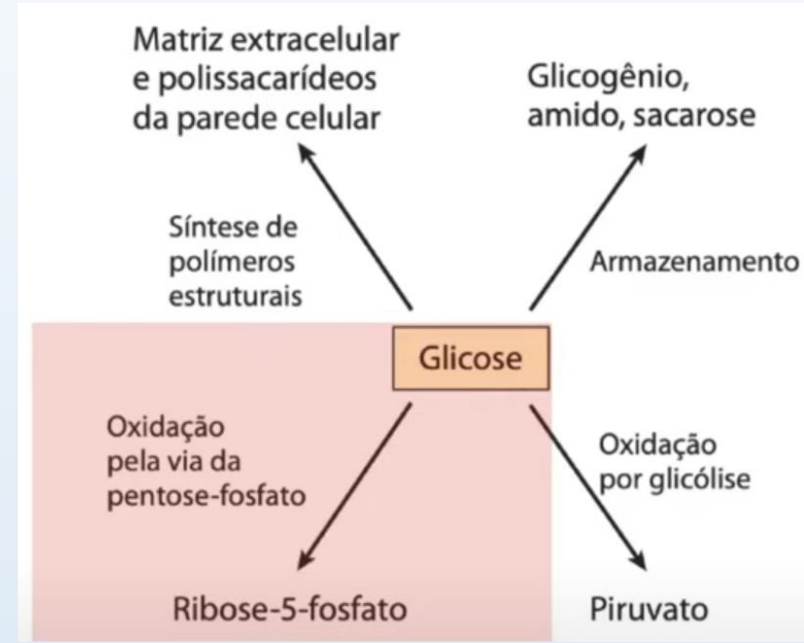 Matriz extracelular
e polissacarídeos
da parede celular
Glicogênio,
amido, sacarose
Síntese de
polímeros
estruturais
Armazenamento
Glicose
Oxidação
pela via da
pentose-fosfato
Oxidação
por glicólise
Ribose-5-fosfato
Piruvato